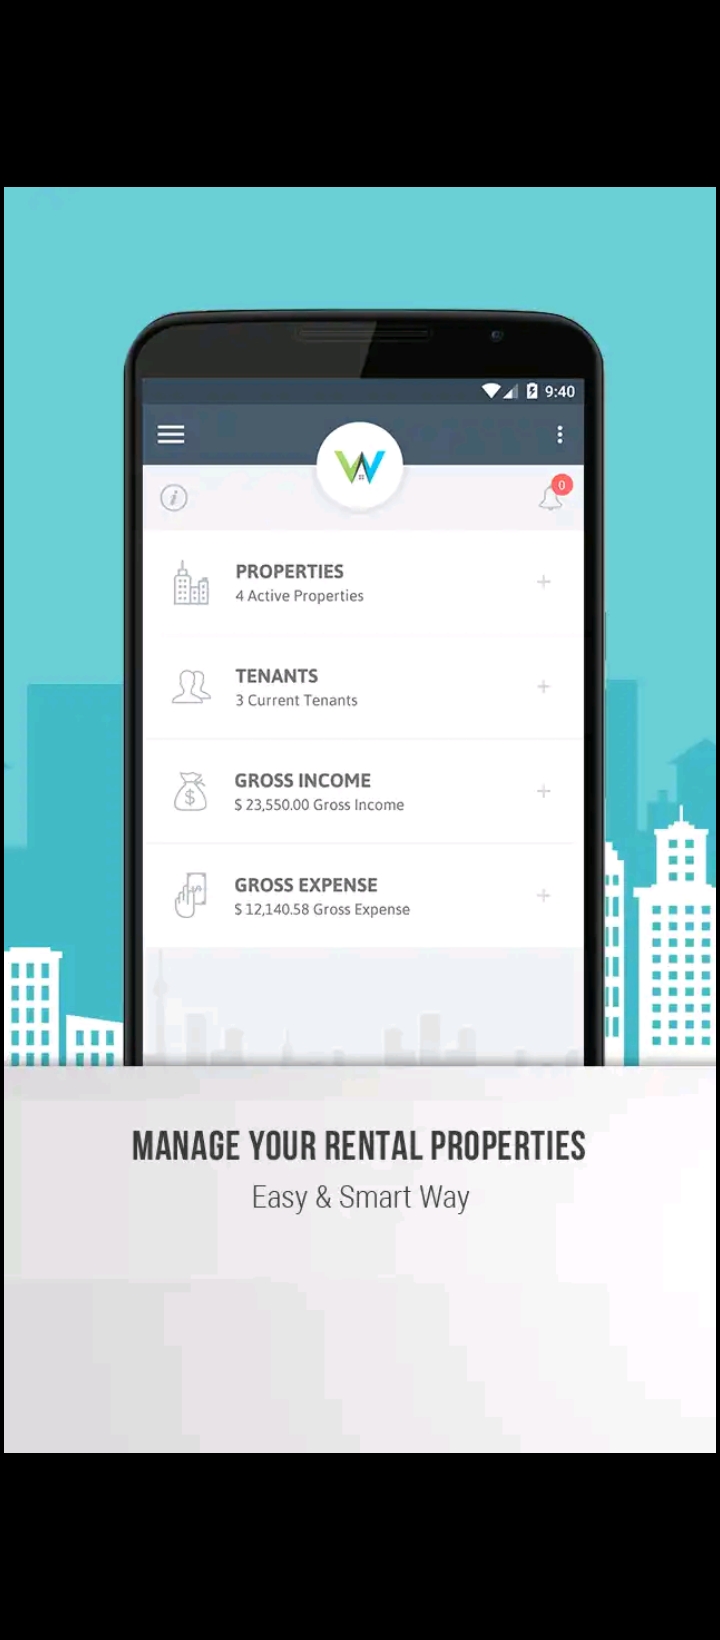 9:40
0
PROPERTIES
4 Active Properties
TENANTS
3 Current Tenants
GROSS INCOME
$ 23,550.00 Gross Income
GROSS EXPENSE
$ 12,140.58 Gross Expense
MANAGE YOUR RENTAL PROPERTIES
Easy & Smart Way